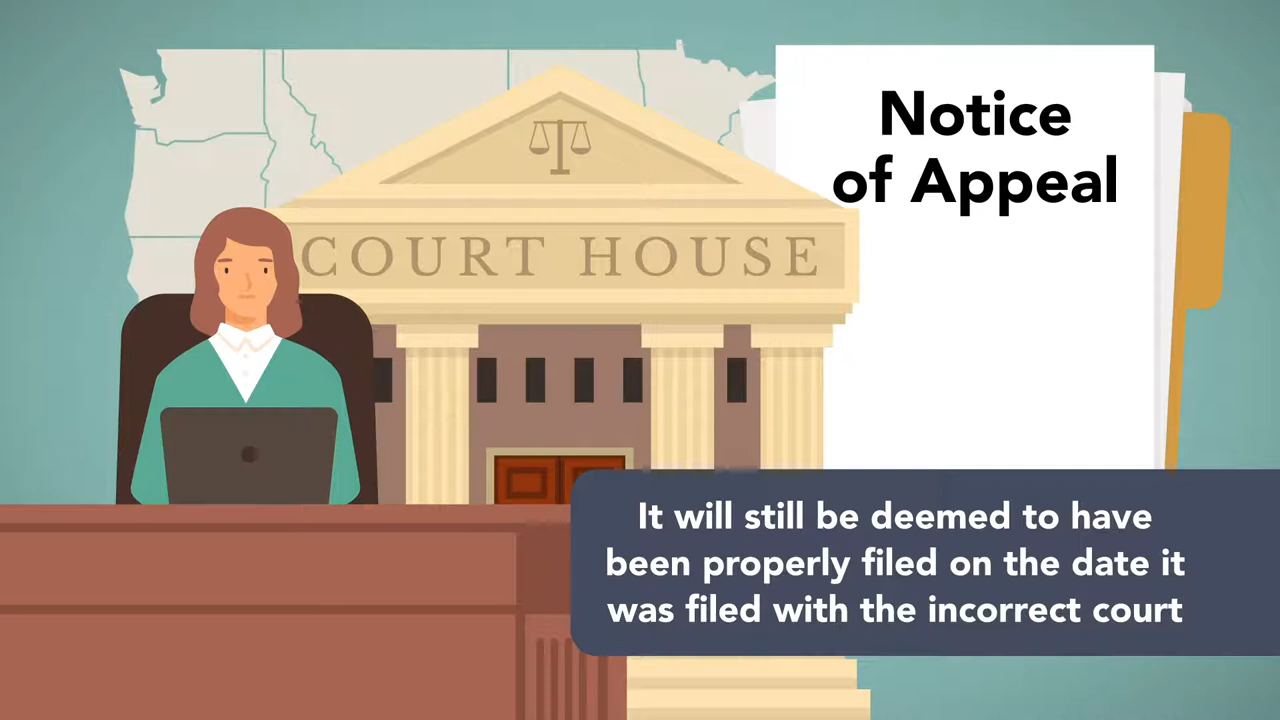 Notice
of Appeal
COURT HOUSE
It will still be deemed to have
been properly filed on the date it
was filed with the incorrect court